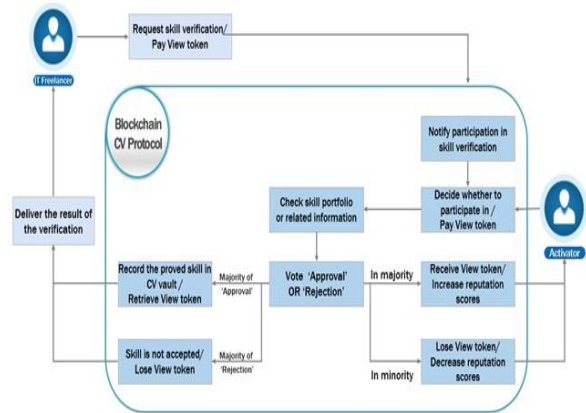 Request skill verification/
Pay View token
IT Freelancer
Blockchain
CV Protocol
Notify participation in
skill verification
Deliver the result of
the verification
Check skill portfolio
or related information
Decide whether to
participate in /
Pay View token
Activator
Record the proved skill in
CV vault /
Retrieve View token
Majority of
'Approval'
Vote 'Approval'
OR 'Rejection'
In majority
Receive View token/
Increase reputation
scores
Skill is not accepted/
Lose View token
Majority of
'Rejection'
In minority
Lose View token/
Decrease reputation
scores